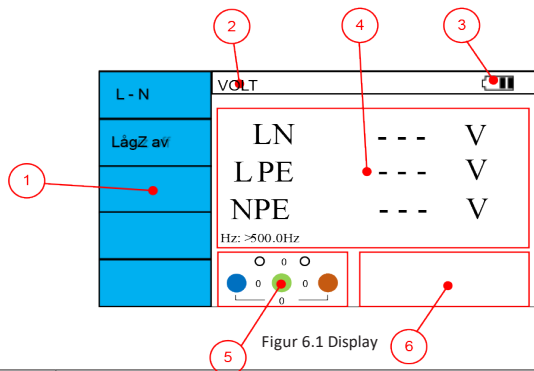 2
4
3
VOLT
L - N
LågZ av
LN - - - V
L PE - - - V
NPE - - - V
Hz: >500.0Hz
1
0
0 0
0
Figur 6.1 Display
5
6